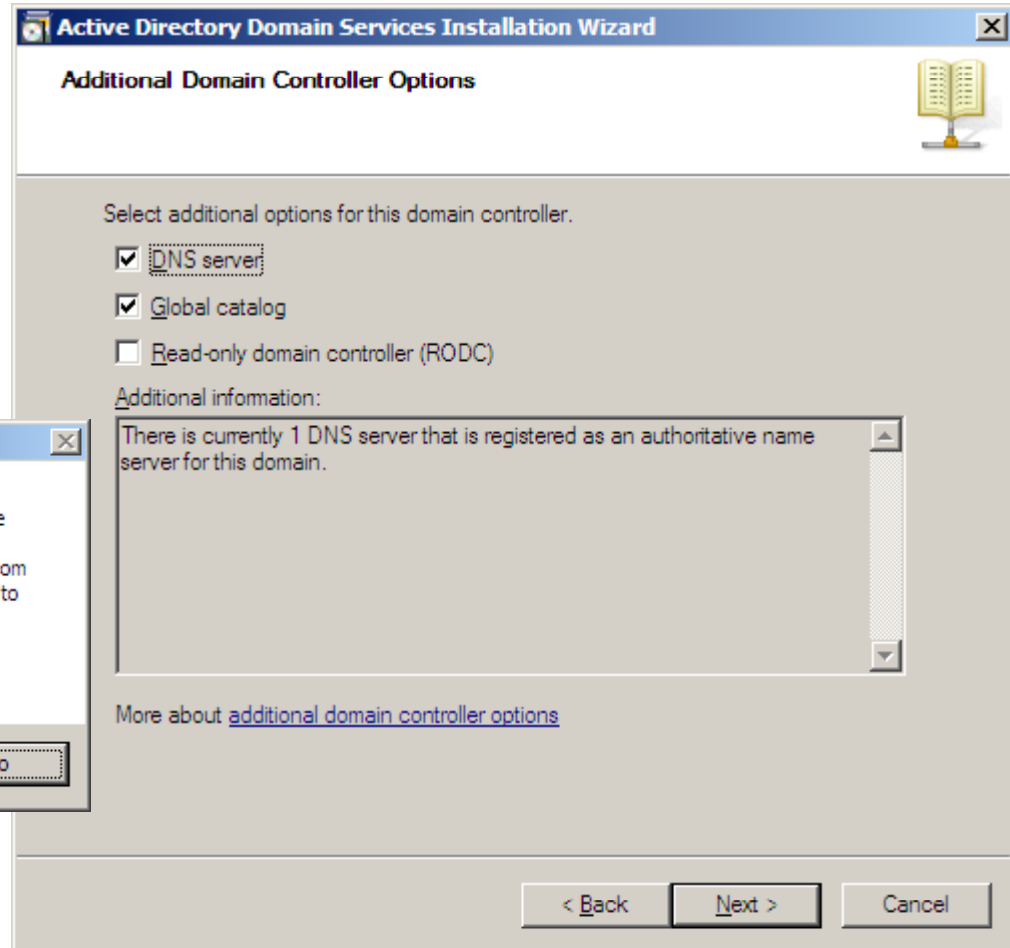 Active Directory Domain Services Installation Wizard
Additional Domain Controller Options
Select additional options for this domain controller.
DNS server
Global catalog
Read-only domain controller (RODC)
Additional information:
There is currently 1 DNS server that is registered as an authoritative name
server for this domain.
to
More about additional domain controller options
< Back
Next >
Cancel